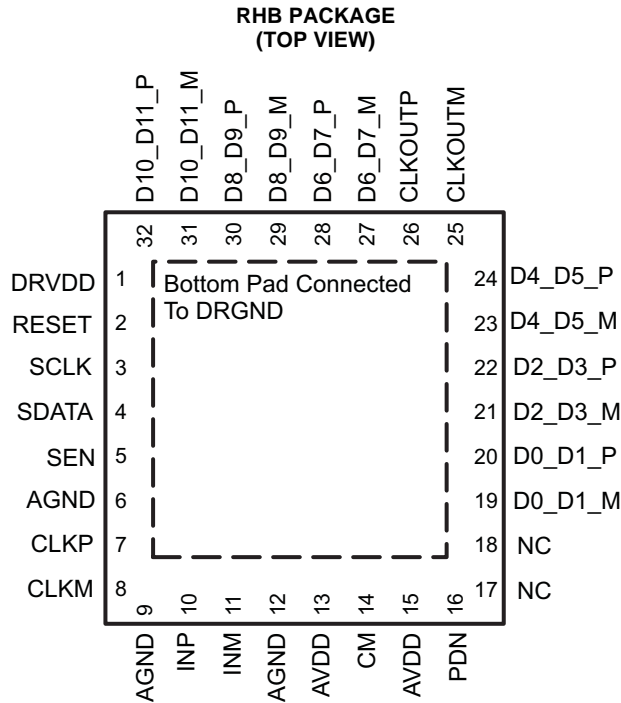 RHB PACKAGE
(TOP VIEW)
D10_D11_P
D10_D11_M
D8_D9_P
D8_D9_M
D6_D7_P
D6_D7_M
CLKOUTP
CLKOUTM
32
31
30
29
28
27
26
25
DRVDD 1
RESET 2
SCLK 3
SDATA 4
SEN 5
AGND 6
CLKP 7
CLKM 8
Bottom Pad Connected
To DRGND
24 D4_D5_P
23 D4_D5_M
22 D2_D3_P
21 D2_D3_M
20 D0_D1_P
19 D0_D1_M
18 NC
17 NC
9
10
11
12
13
14
15
16
AGND
INP
INM
AGND
AVDD
CM
AVDD
PDN